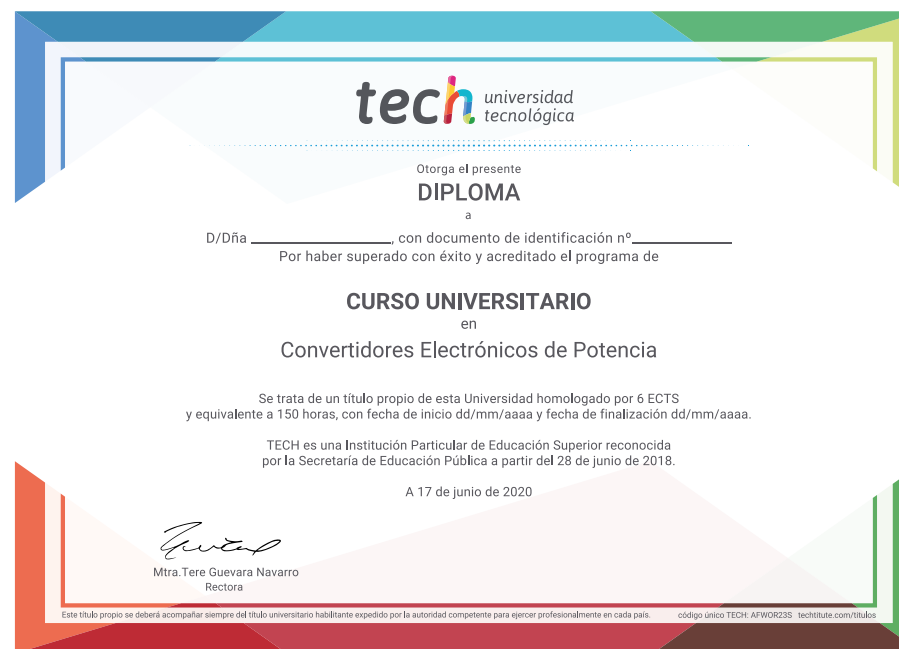 tech universidad
tecnológica
Otorga el presente
DIPLOMA
a
D/Dña ____________________, con documento de identificación nº______________
Por haber superado con éxito y acreditado el programa de
CURSO UNIVERSITARIO
en
Convertidores Electrónicos de Potencia
Se trata de un título propio de esta Universidad homologado por 6 ECTS
y equivalente a 150 horas, con fecha de inicio dd/mm/aaaa y fecha de finalización dd/mm/aaaa.
TECH es una Institución Particular de Educación Superior reconocida
por la Secretaría de Educación Pública a partir del 28 de junio de 2018.
A 17 de junio de 2020
Mtra.Tere Guevara Navarro
Rectora
Este título propio se deberá acompañar siempre del título universitario habilitante expedido por la autoridad competente para ejercer profesionalmente en cada país. código único TECH: AFWOR23S techtitute.com/titulos